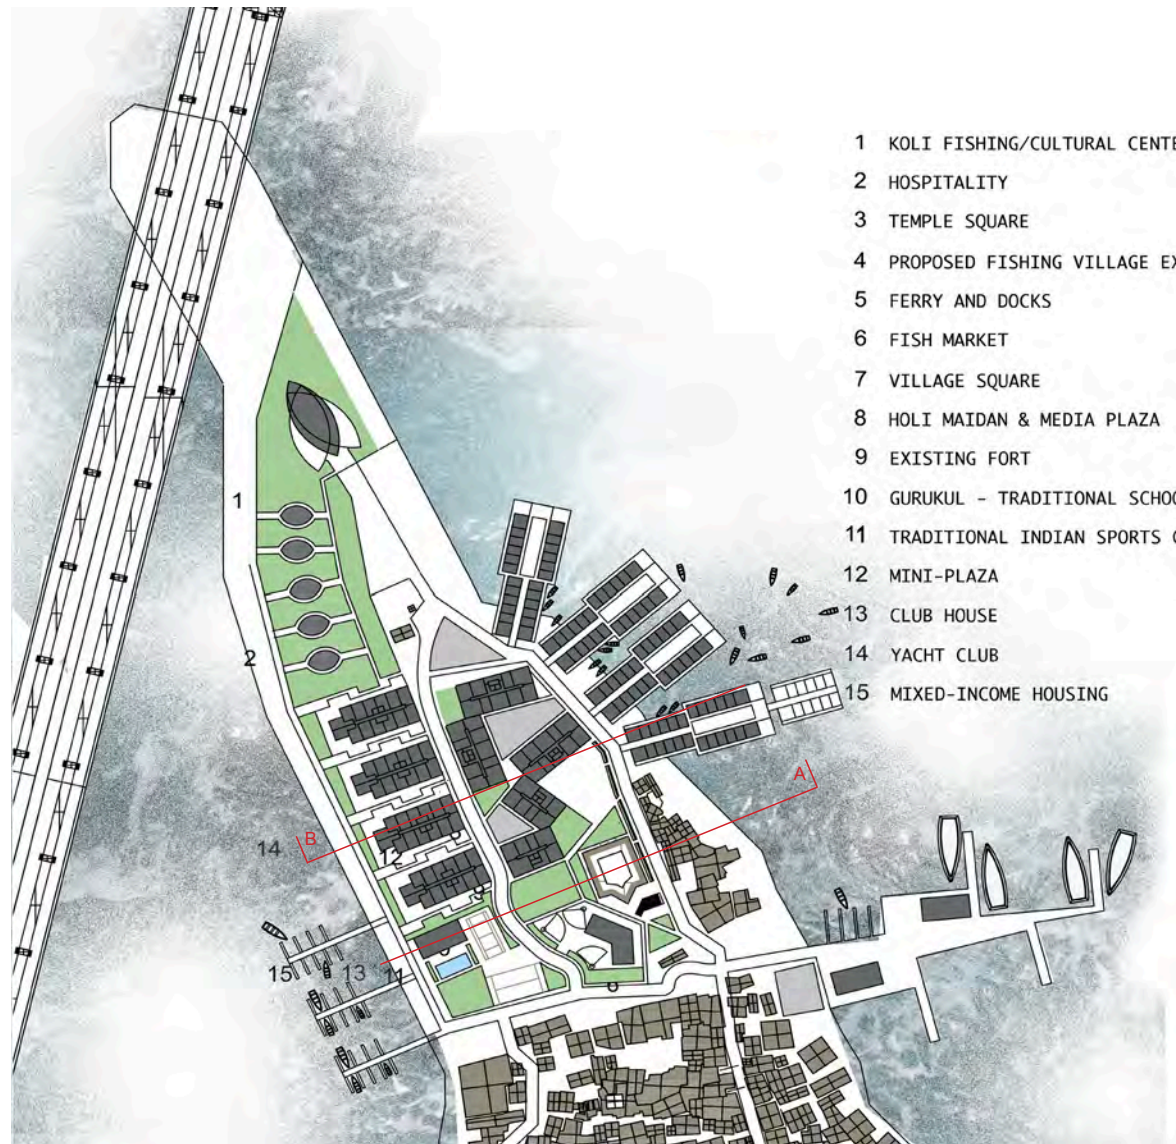 1 KOLI FISHING/CULTURAL CENTE
2 HOSPITALITY
3 TEMPLE SQUARE
4 PROPOSED FISHING VILLAGE EX
5 FERRY AND DOCKS
6 FISH MARKET
7 VILLAGE SQUARE
8 HOLI MAIDAN & MEDIA PLAZA
9 EXISTING FORT
10 GURUKUL - TRADITIONAL SCHOO
11 TRADITIONAL INDIAN SPORTS C
12 MINI-PLAZA
13 CLUB HOUSE
14 YACHT CLUB
15 MIXED-INCOME HOUSING
1
2
A
B
14
12
15
13
11